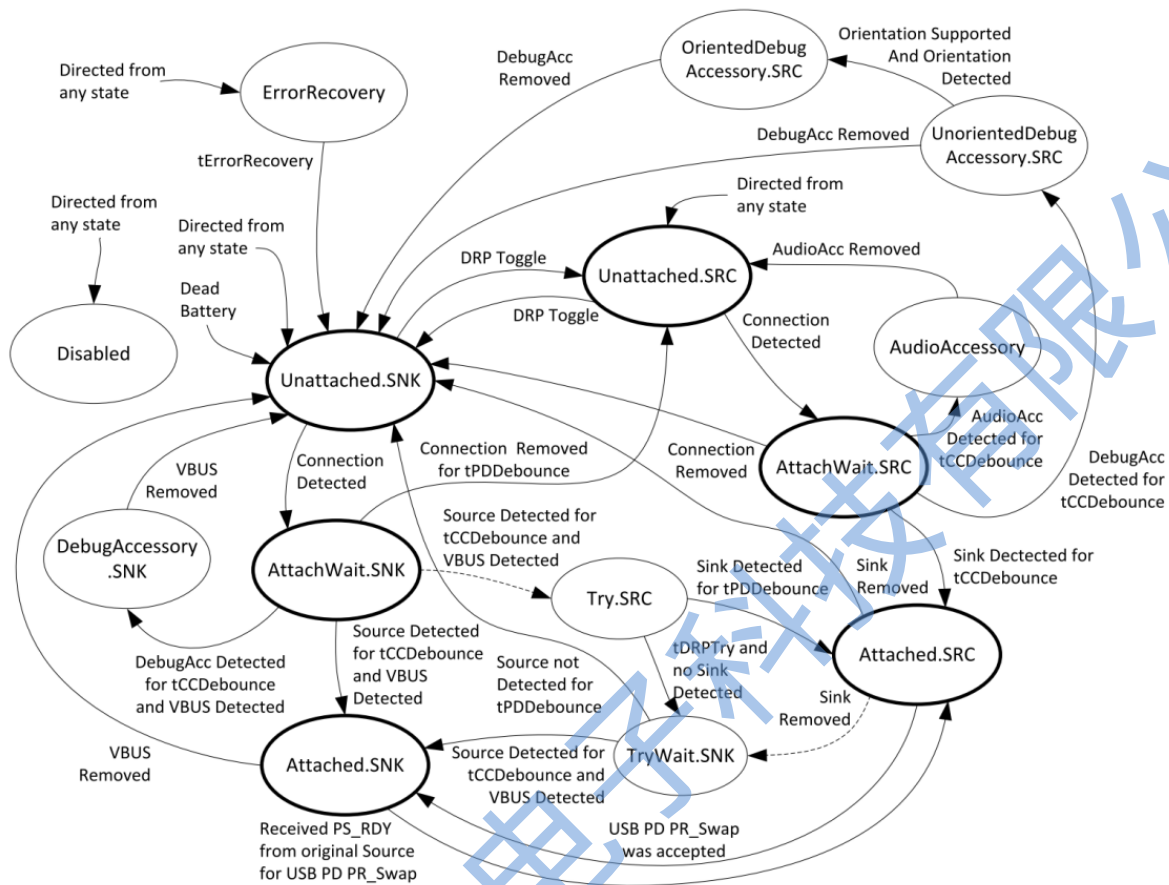 Directed from
any state
ErrorRecovery
tErrorRecovery
DebugAcc
Removed
OrientedDebug
Accessory.SRC
Orientation Supported
And Orientation
Detected
DebugAcc Removed
UnorientedDebug
Accessory.SRC
Directed from
any state
Directed from
any state
Directed from
any state
Dead
Battery
Disabled
DRP Toggle
DRP Toggle
Unattached.SRC
AudioAcc Removed
Connection
Detected
AudioAccessory
Unattached.SNK
AudioAcc
Detected for
tCCDebounce
DebugAcc
Detected for
tCCDebounce
VBUS
Removed
Connection
Detected
Connection Removed
for tPDDebounce
Connection
Removed
AttachWait.SRC
DebugAccessory
.SNK
AttachWait.SNK
Source Detected for
tCCDebounce and
VBUS Detected
Try.SRC
Sink Detected
for tPDDebounce
Sink
Removed
Sink Dectected for
tCCDebounce
DebugAcc Detected
for tCCDebounce
and VBUS Detected
Source Detected
for tCCDebounce
and VBUS
Detected
Source not
Detected for
tPDDebounce
tDRPTry and
no Sink
Detected
Attached.SRC
Sink
Removed
VBUS
Removed
Attached.SNK
Source Detected for
tCCDebounce and
VBUS Detected
TryWait.SNK
Received PS_RDY
from original Source
for USB PD PR_Swap
USB PD PR_Swap
was accepted
电子科技有限公